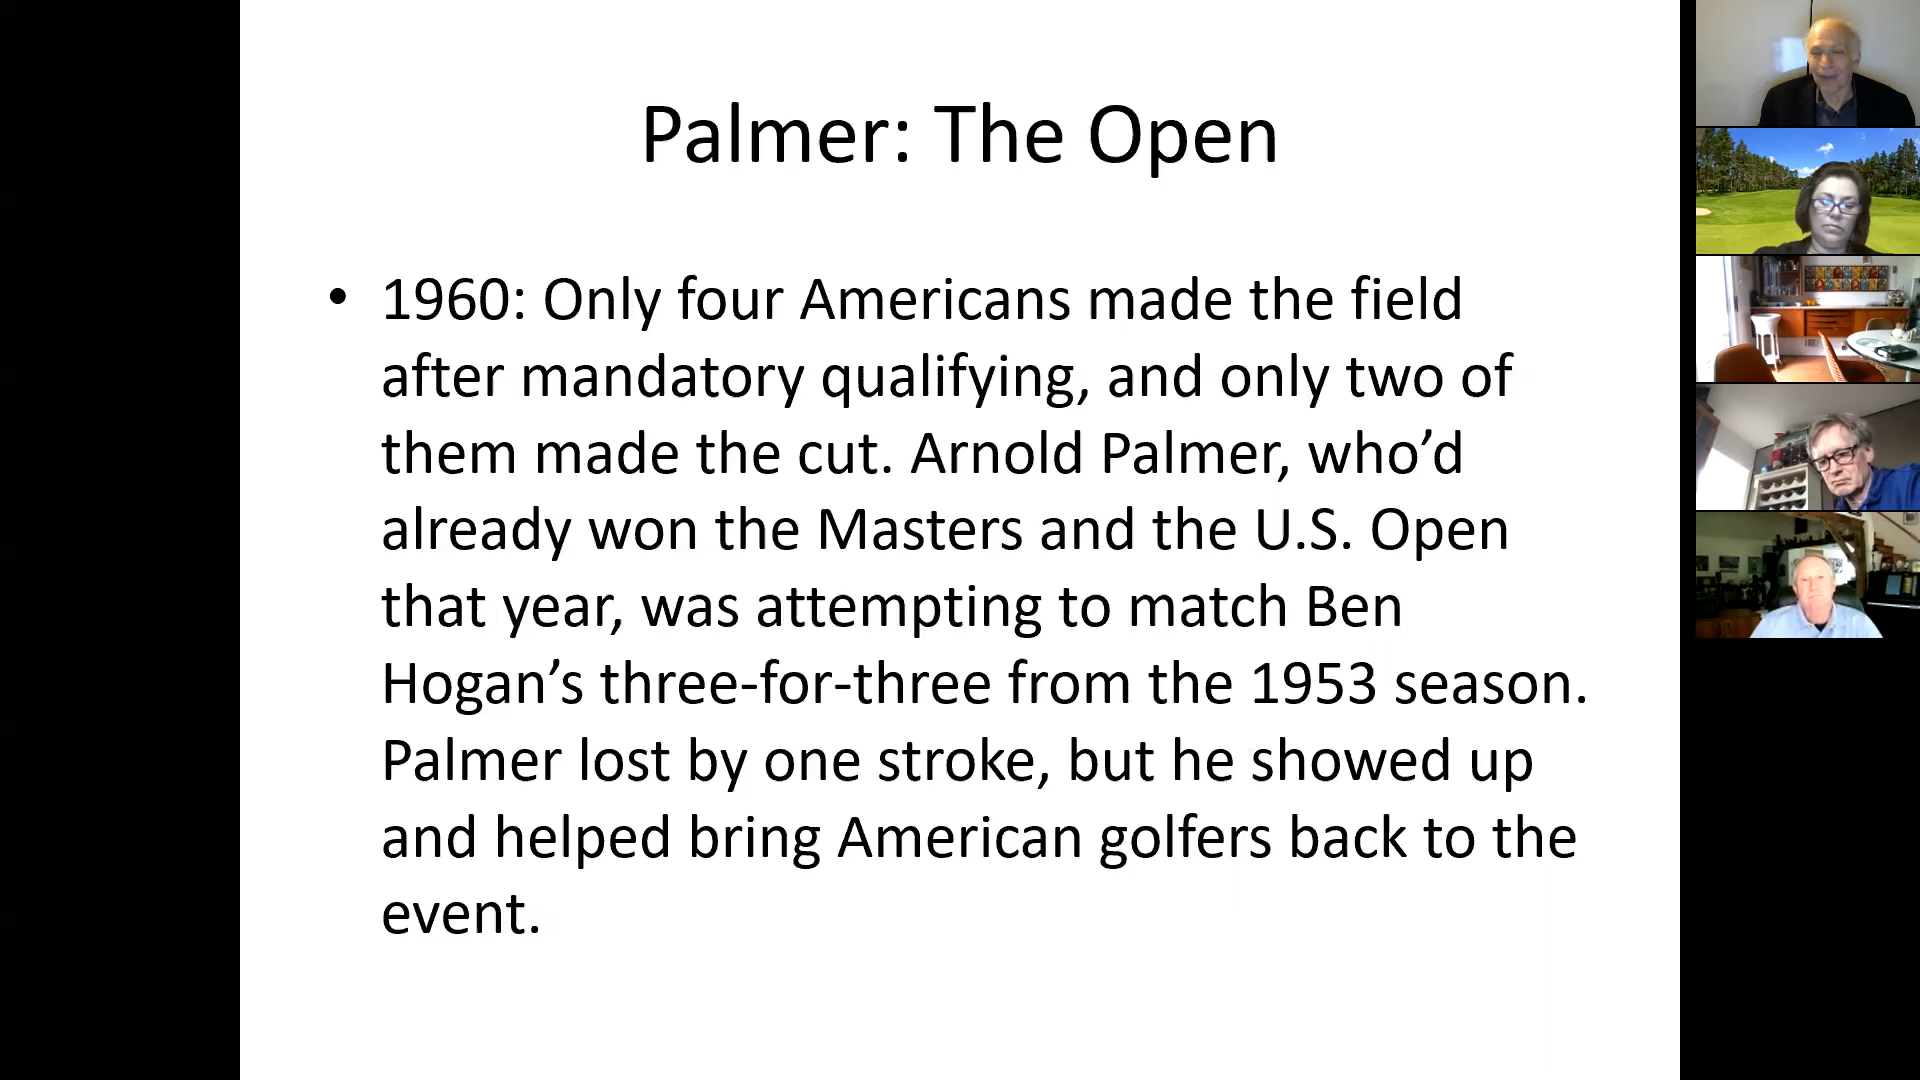 Palmer: The Open
• 1960: Only four Americans made the field
after mandatory qualifying, and only two of
them made the cut. Arnold Palmer, who’d
already won the Masters and the U.S. Open
that year, was attempting to match Ben
Hogan’s three-for-three from the 1953 season.
Palmer lost by one stroke, but he showed up
and helped bring American golfers back to the
event.